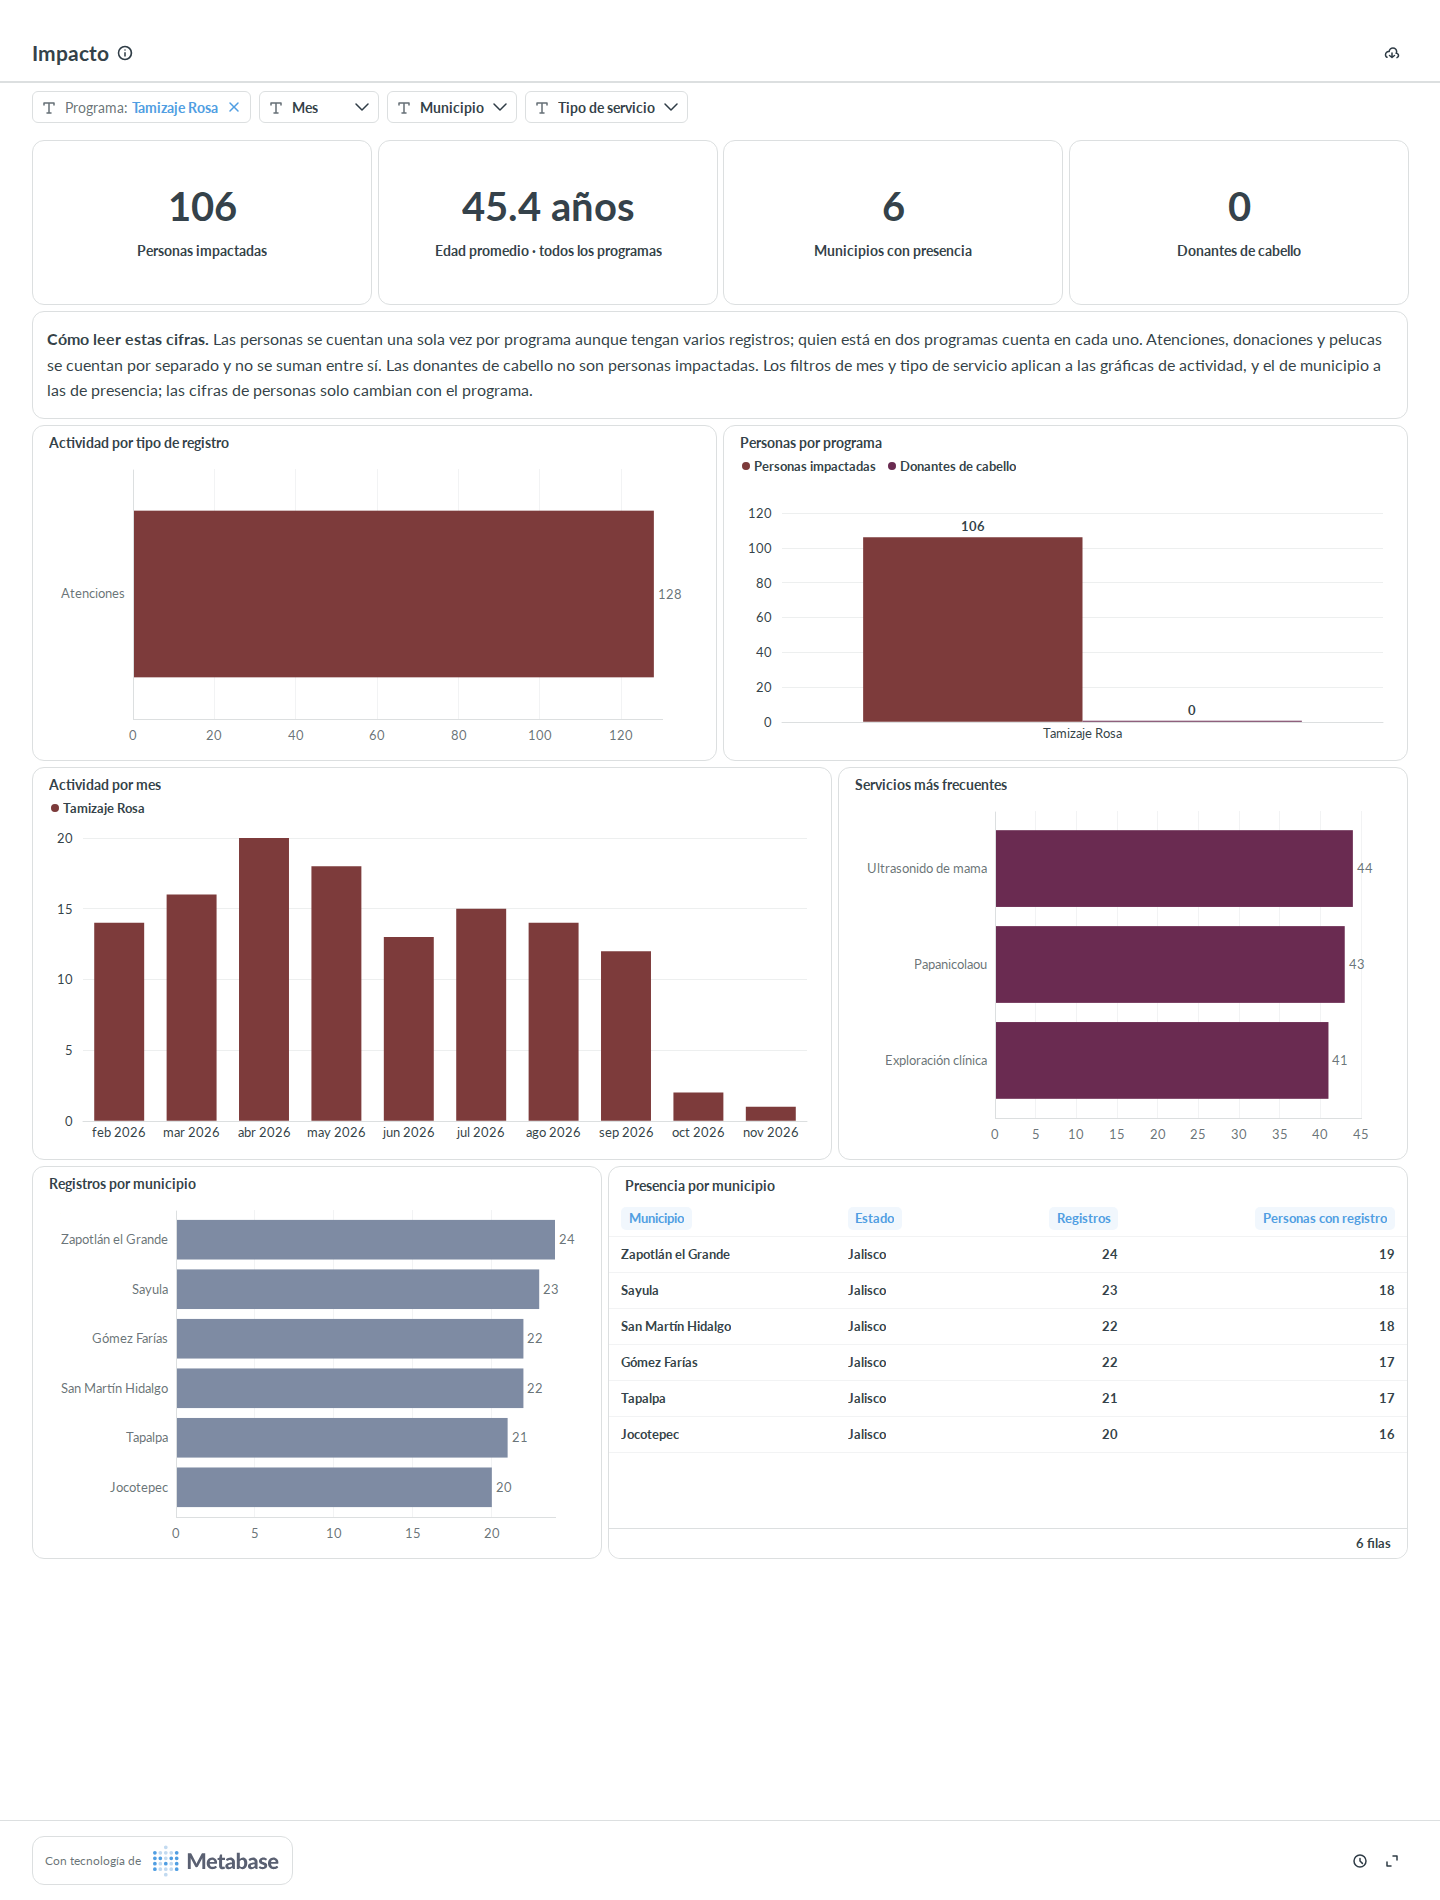 Impacto
Programa: Tamizaje Rosa
Mes
Municipio
Tipo de servicio
106
Personas impactadas
45.4 años
Edad promedio • todos los programas
6
Municipios con presencia
0
Donantes de cabello
Cómo leer estas cifras. Las personas se cuentan una sola vez por programa aunque tengan varios registros; quien está en dos programas cuenta en cada uno. Atenciones, donaciones y pelucas
se cuentan por separado y no se suman entre sí. Las donantes de cabello no son personas impactadas. Los filtros de mes y tipo de servicio aplican a las gráficas de actividad, y el de municipio a
las de presencia; las cifras de personas solo cambian con el programa.
Actividad por tipo de registro
Atenciones
128
0 20 40 60 80 100 120
Personas por programa
Personas impactadas Donantes de cabello
120
100
80
60
40
20
0
106
0
Tamizaje Rosa
Actividad por mes
Tamizaje Rosa
20
15
10
5
0
feb 2026 mar 2026 abr 2026 may 2026 jun 2026 jul 2026 ago 2026 sep 2026 oct 2026 nov 2026
Servicios más frecuentes
Ultrasonido de mama 44
Papanicolaou 43
Exploración clínica 41
0 5 10 15 20 25 30 35 40 45
Registros por municipio
Zapotlán el Grande 24
Sayula 23
Gómez Farías 22
San Martín Hidalgo 22
Tapalpa 21
Jocotepec 20
0 5 10 15 20
Presencia por municipio
Municipio Estado Registros Personas con registro
Zapotlán el Grande Jalisco 24 19
Sayula Jalisco 23 18
San Martín Hidalgo Jalisco 22 18
Gómez Farías Jalisco 22 17
Tapalpa Jalisco 21 17
Jocotepec Jalisco 20 16
6 filas
Con tecnología de Metabase